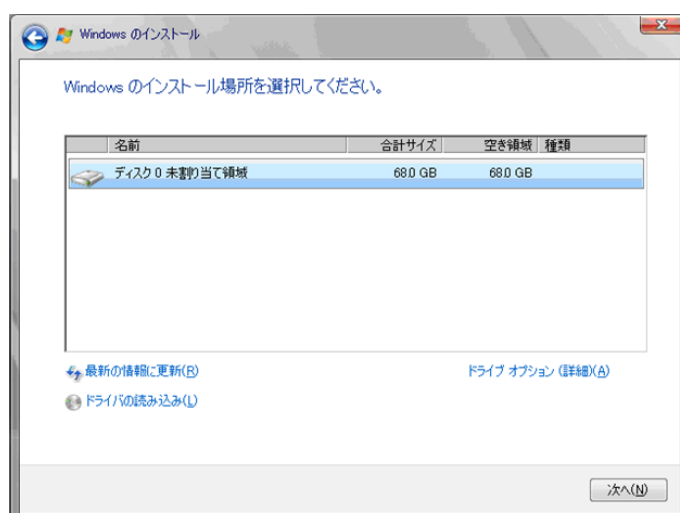 Windows のインストール
Windows のインストール場所を選択してください。
名前 合計サイズ 空き領域 種類
ディスク 0 未割り当て領域 68.0 GB 68.0 GB
最新の情報に更新(R) ドライブ オプション (詳細)(A)
ドライバの読み込み(L)
次へ(N)